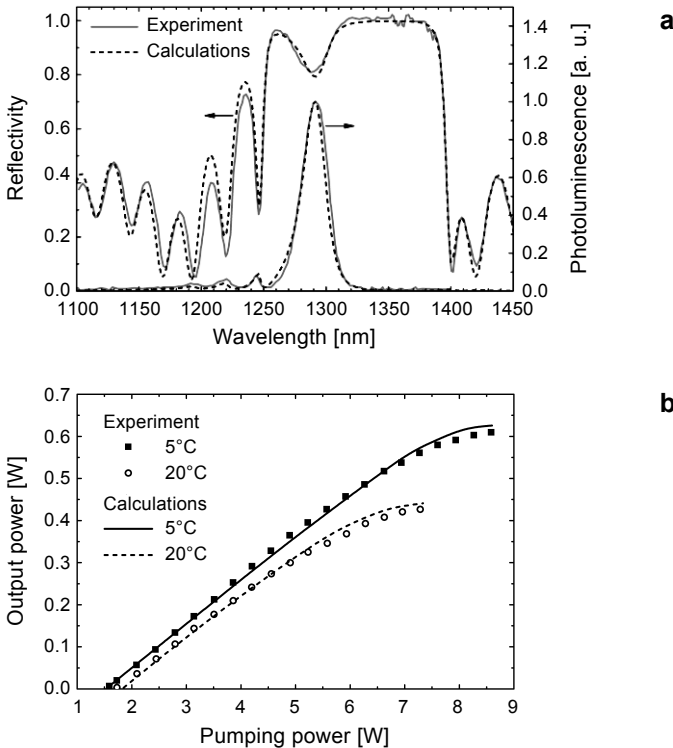 a
Experiment
Calculations
Reflectivity
1.0
0.8
0.6
0.4
0.2
0.0
Photoluminescence [a. u.]
1.4
1.2
1.0
0.8
0.6
0.4
0.2
0.0
1100 1150 1200 1250 1300 1350 1400 1450
Wavelength [nm]
b
Experiment
5°C
20°C
Calculations
5°C
20°C
Output power [W]
0.7
0.6
0.5
0.4
0.3
0.2
0.1
0.0
1 2 3 4 5 6 7 8 9
Pumping power [W]